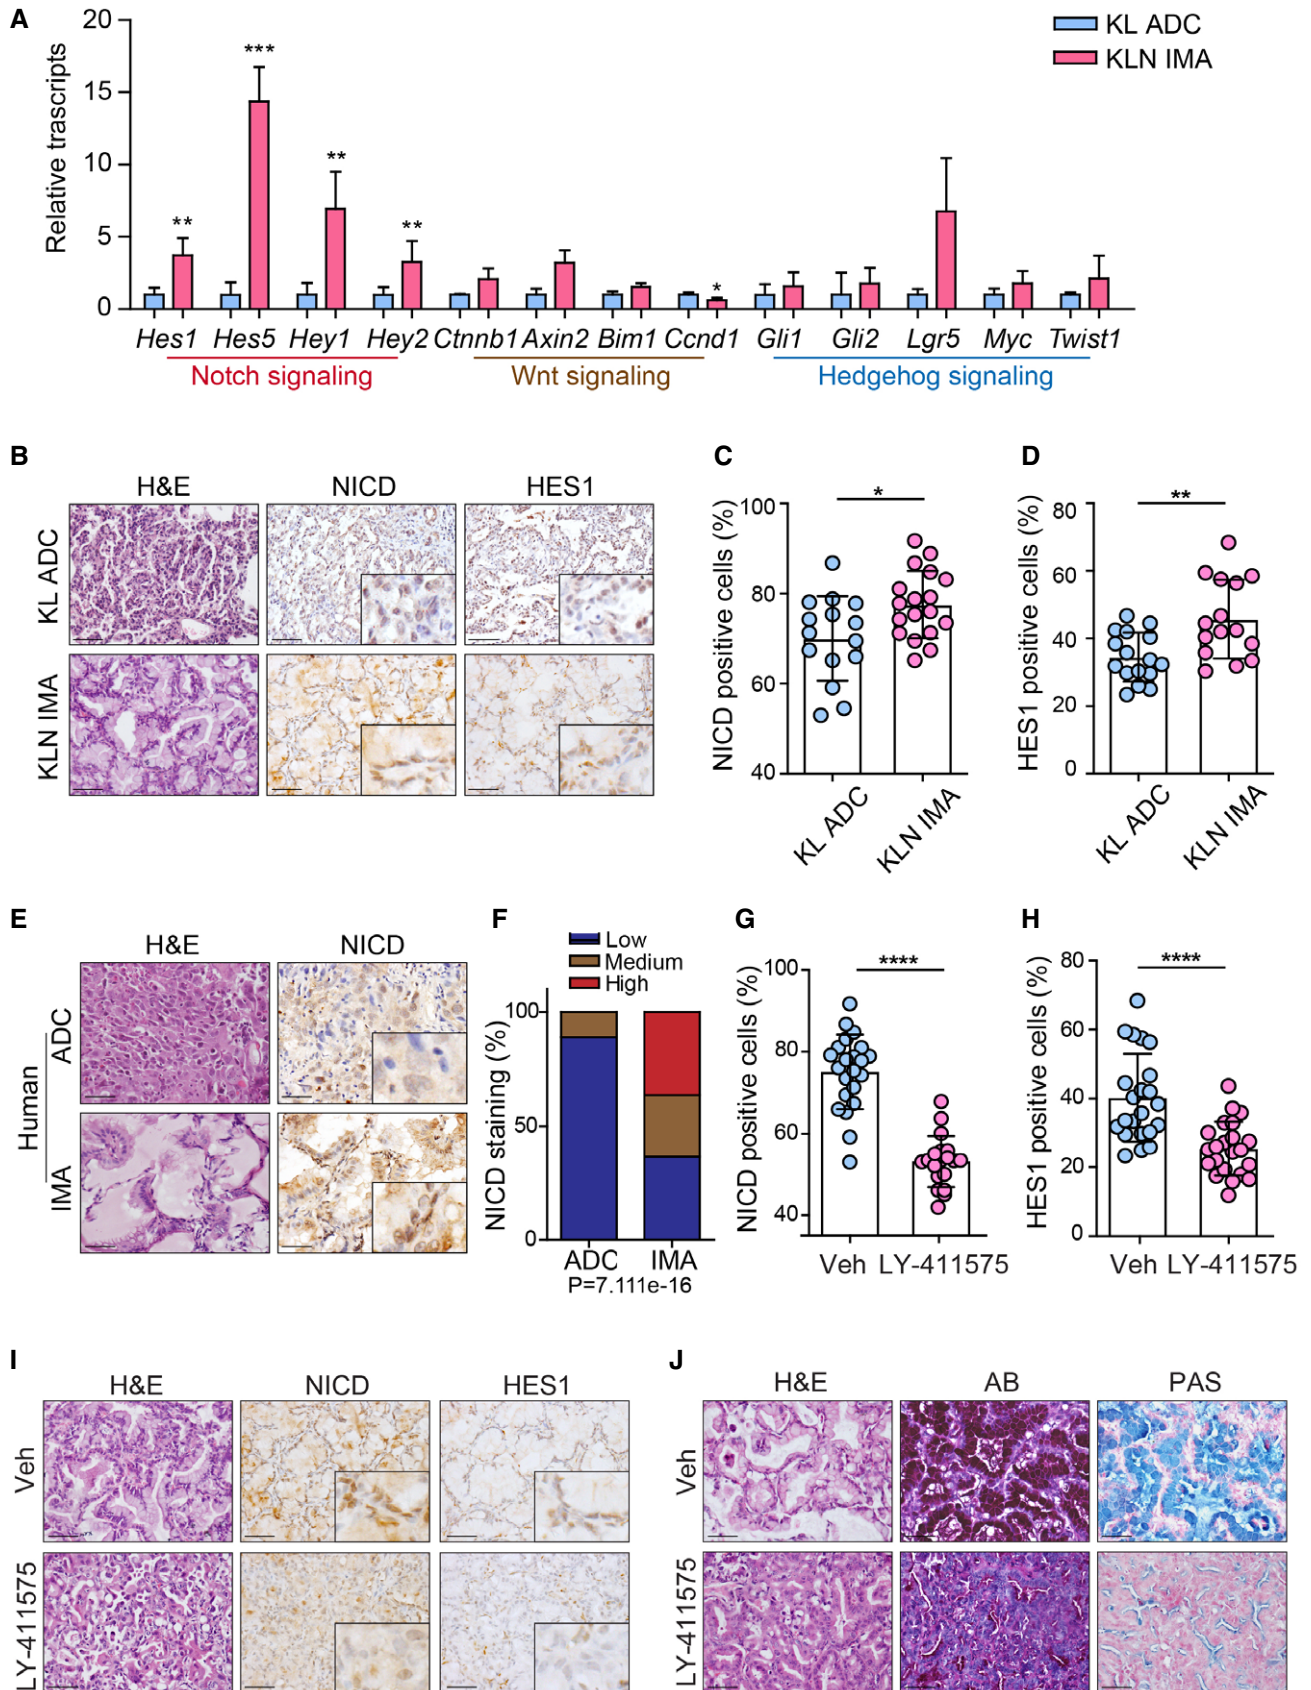 A
20
15
10
5
0
Relative trascripts
KL ADC
KLN IMA
**
***
**
**
*
Hes1 Hes5 Hey1 Hey2 Ctnnb1 Axin2 Bim1 Ccnd1 Gli1 Gli2 Lgr5 Myc Twist1
Notch signaling Wnt signaling Hedgehog signaling
B
H&E NICD HES1
KL ADC
KLN IMA
C
NICD positive cells (%)
100
80
60
40
*
KL ADC
KLN IMA
D
HES1 positive cells (%)
80
60
40
20
0
**
KL ADC
KLN IMA
E
H&E NICD
Human
ADC
IMA
F
Low
Medium
High
NICD staining (%)
100
50
0
ADC IMA
P=7.111e-16
G
NICD positive cells (%)
100
80
60
40
****
Veh LY-411575
H
HES1 positive cells (%)
80
60
40
20
0
****
Veh LY-411575
I
H&E NICD HES1
Veh
LY-411575
J
H&E AB PAS
Veh
LY-411575